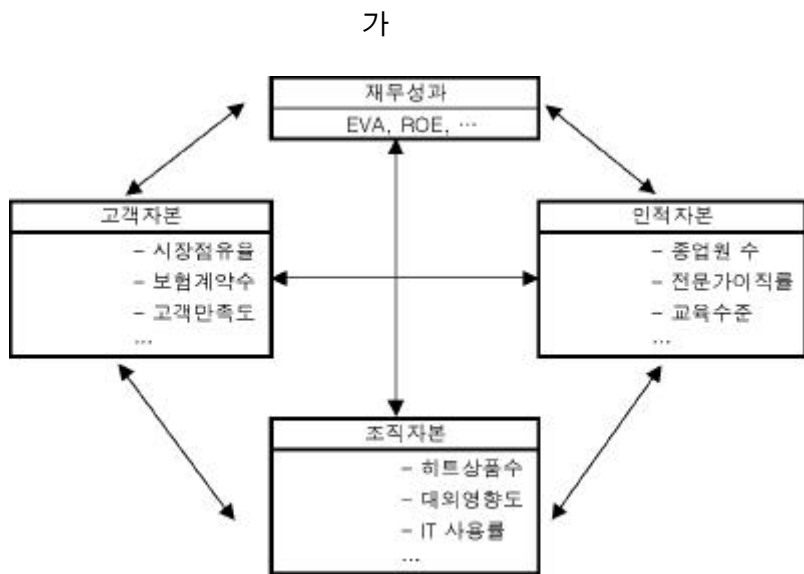 가
재무성과
EVA, ROE, …
고객자본
- 시장점유율
- 보험계약수
- 고객만족도
…
인적자본
- 종업원 수
- 전문가이직률
- 교육수준
…
조직자본
- 히트상품수
- 대외영향도
- IT 사용률
…